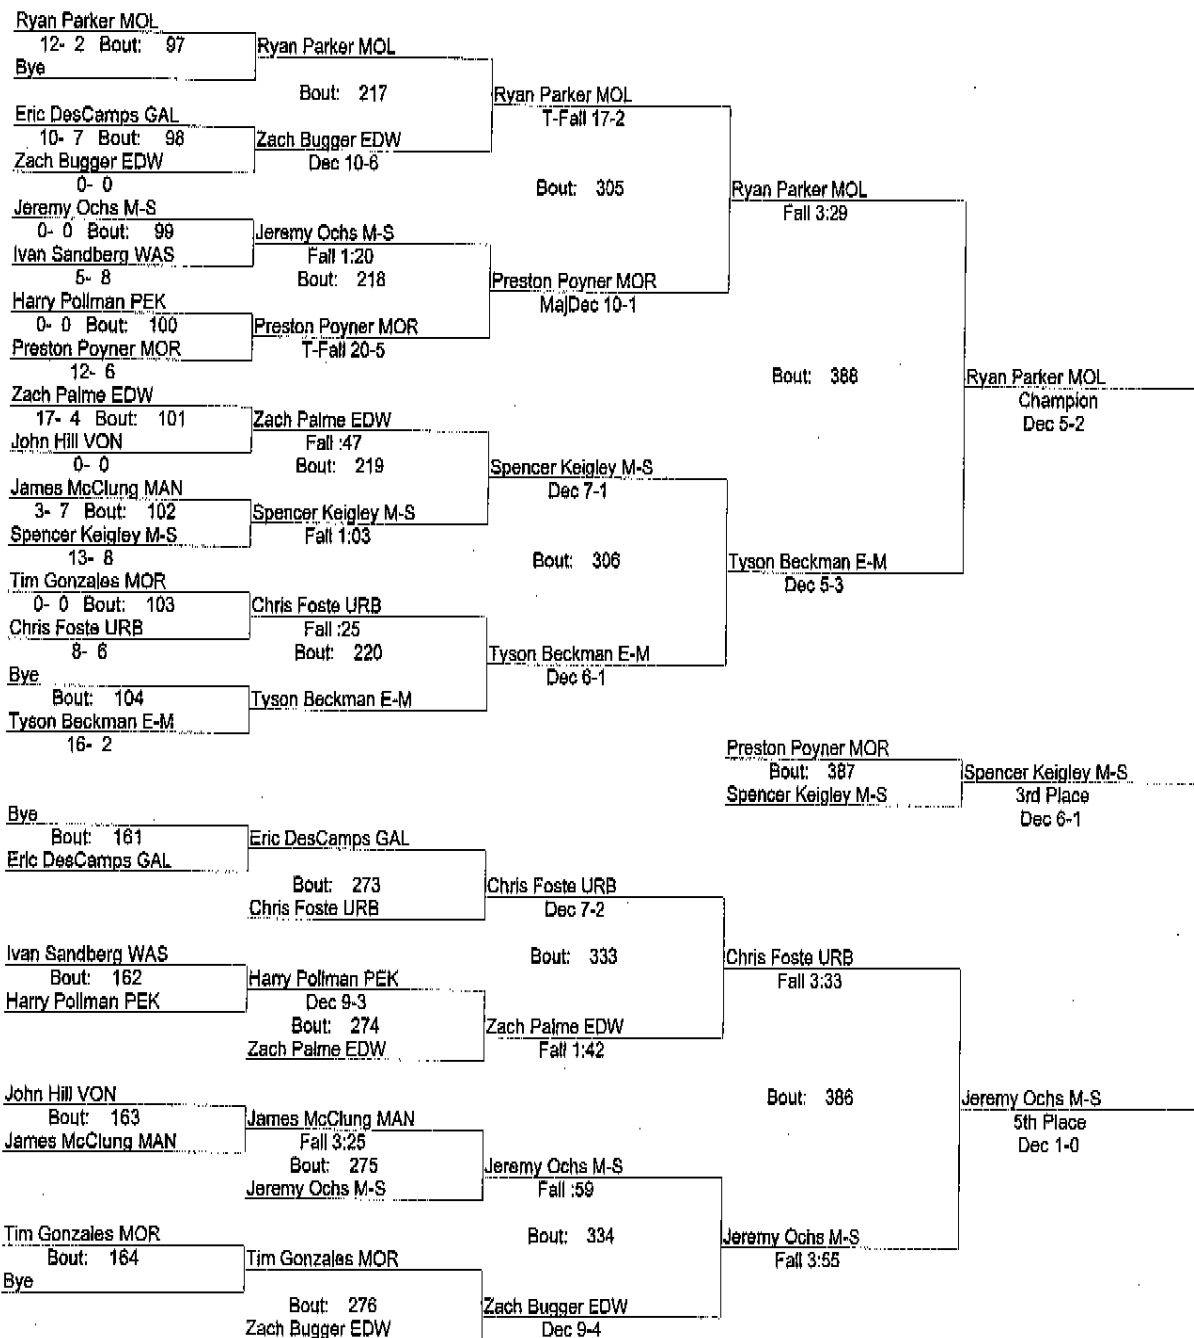 Ryan Parker MOL
12- 2 Bout: 97
Bye
Ryan Parker MOL
Bout: 217
Eric DesCamps GAL
10- 7 Bout: 98
Zach Bugger EDW
0- 0
Zach Bugger EDW
Dec 10-6
Ryan Parker MOL
T-Fall 17-2
Bout: 305
Jeremy Ochs M-S
0- 0 Bout: 99
Ivan Sandberg WAS
5- 8
Jeremy Ochs M-S
Fall 1:20
Bout: 218
Harry Pollman PEK
0- 0 Bout: 100
Preston Poyner MOR
12- 6
Preston Poyner MOR
T-Fall 20-5
Preston Poyner MOR
MajDec 10-1
Ryan Parker MOL
Fall 3:29
Bout: 388
Zach Palme EDW
17- 4 Bout: 101
John Hill VON
0- 0
Zach Palme EDW
Fall :47
Bout: 219
James McClung MAN
3- 7 Bout: 102
Spencer Keigley M-S
13- 8
Spencer Keigley M-S
Fall 1:03
Spencer Keigley M-S
Dec 7-1
Bout: 306
Tim Gonzales MOR
0- 0 Bout: 103
Chris Foste URB
8- 6
Chris Foste URB
Fall :25
Bout: 220
Bye
Bout: 104
Tyson Beckman E-M
16- 2
Tyson Beckman E-M
Tyson Beckman E-M
Dec 6-1
Tyson Beckman E-M
Dec 5-3
Ryan Parker MOL
Champion
Dec 5-2
Preston Poyner MOR
Bout: 387
Spencer Keigley M-S
Spencer Keigley M-S
3rd Place
Dec 6-1
Bye
Bout: 161
Eric DesCamps GAL
Eric DesCamps GAL
Bout: 273
Chris Foste URB
Chris Foste URB
Dec 7-2
Bout: 333
Ivan Sandberg WAS
Bout: 162
Harry Pollman PEK
Harry Pollman PEK
Dec 9-3
Bout: 274
Zach Palme EDW
Zach Palme EDW
Fall 1:42
Chris Foste URB
Fall 3:33
Bout: 386
John Hill VON
Bout: 163
James McClung MAN
James McClung MAN
Fall 3:25
Bout: 275
Jeremy Ochs M-S
Jeremy Ochs M-S
Fall :59
Bout: 334
Tim Gonzales MOR
Bout: 164
Bye
Tim Gonzales MOR
Bout: 276
Zach Bugger EDW
Zach Bugger EDW
Dec 9-4
Jeremy Ochs M-S
Fall 3:55
Jeremy Ochs M-S
5th Place
Dec 1-0